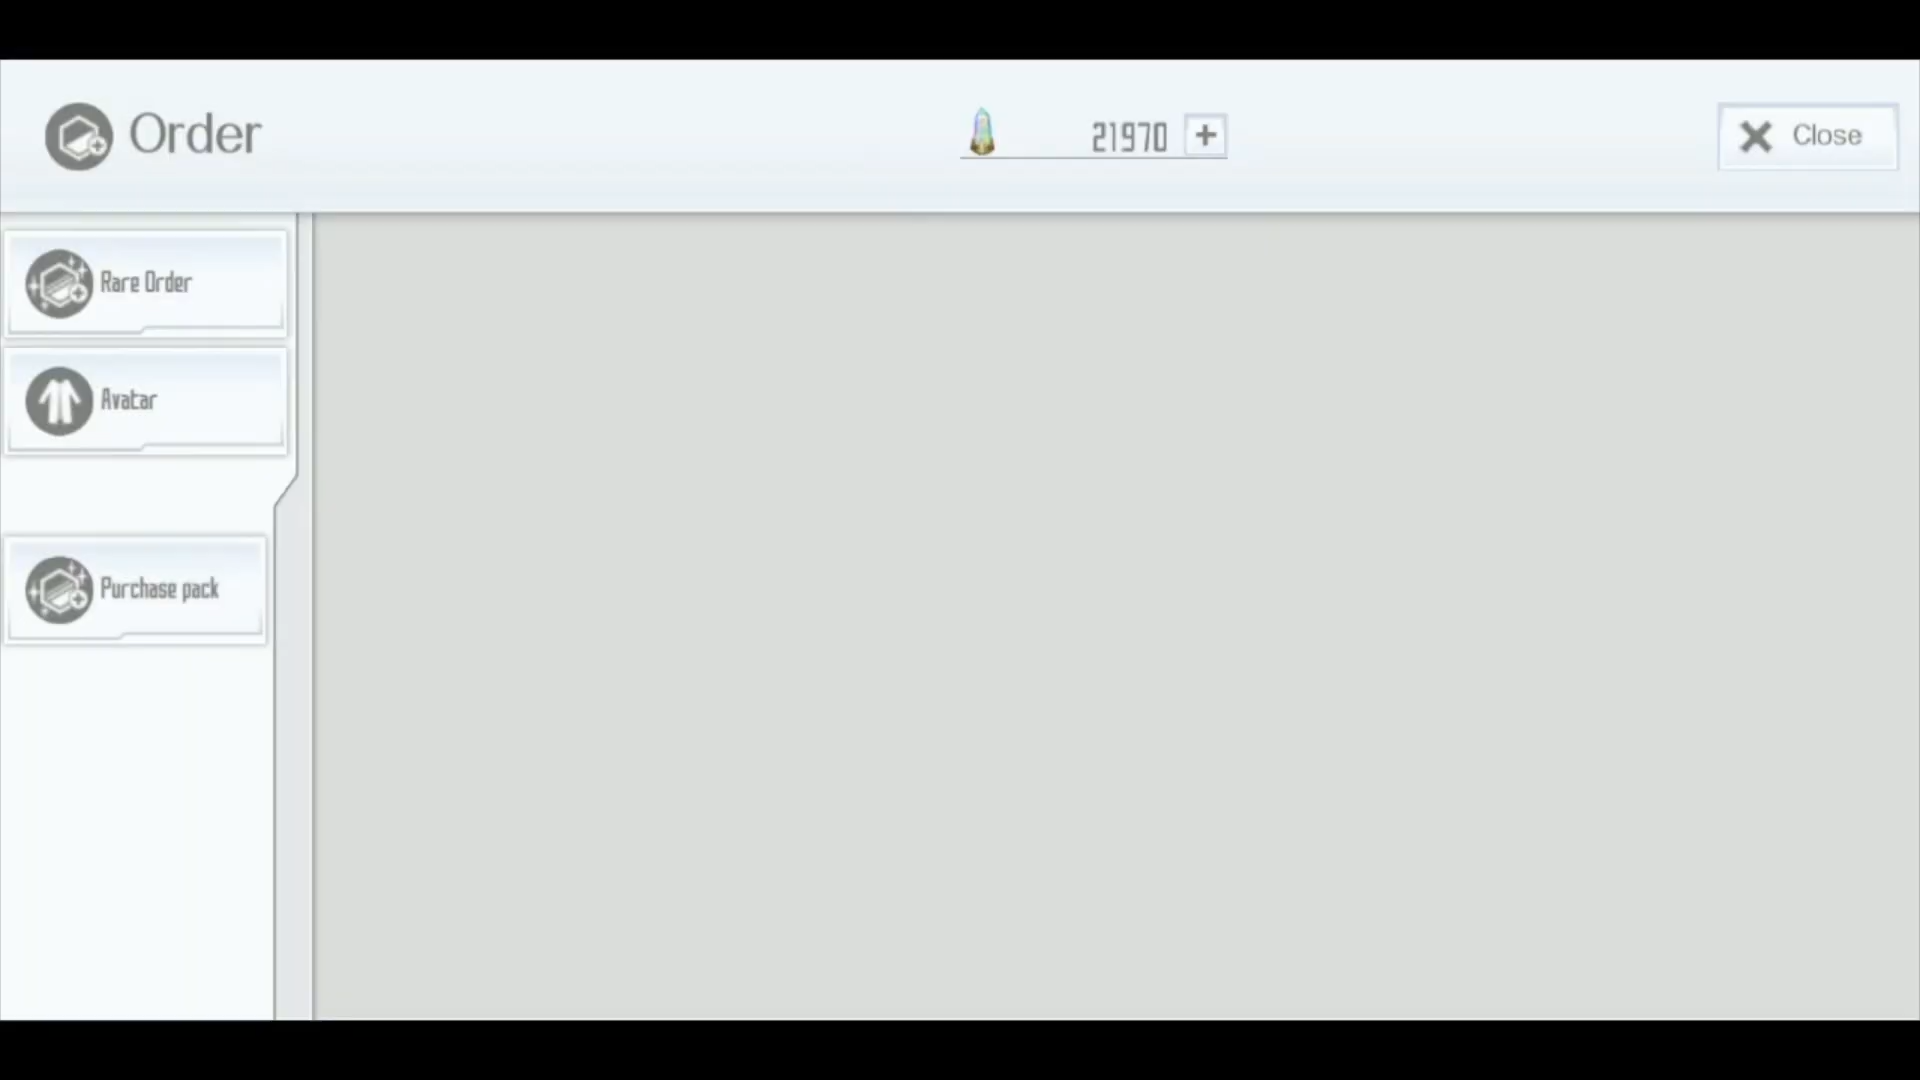 Order
21970
Close
Rare Order
Avatar
Purchase pack